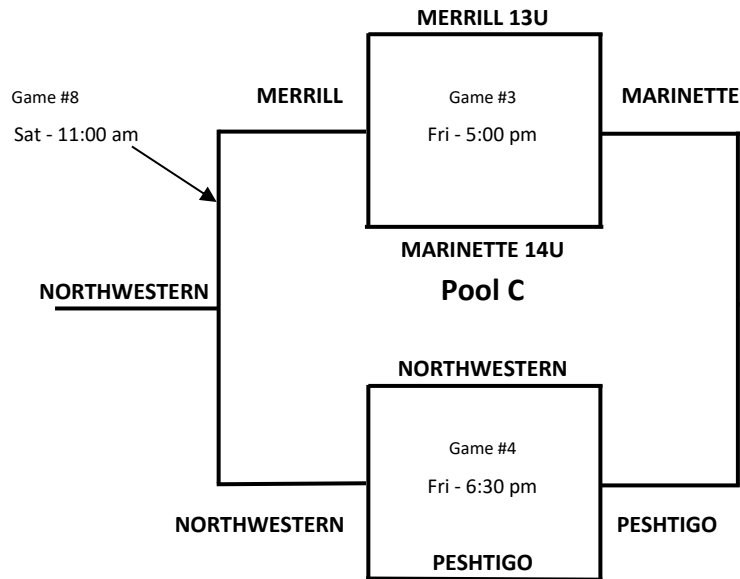 MERRILL 13U
Game #8
MERRILL
Game #3
MARINETTE
Sat - 11:00 am
Fri - 5:00 pm
MARINETTE 14U
NORTHWESTERN
Pool C
NORTHWESTERN
Game #4
Fri - 6:30 pm
NORTHWESTERN
PESHTIGO
PESHTIGO